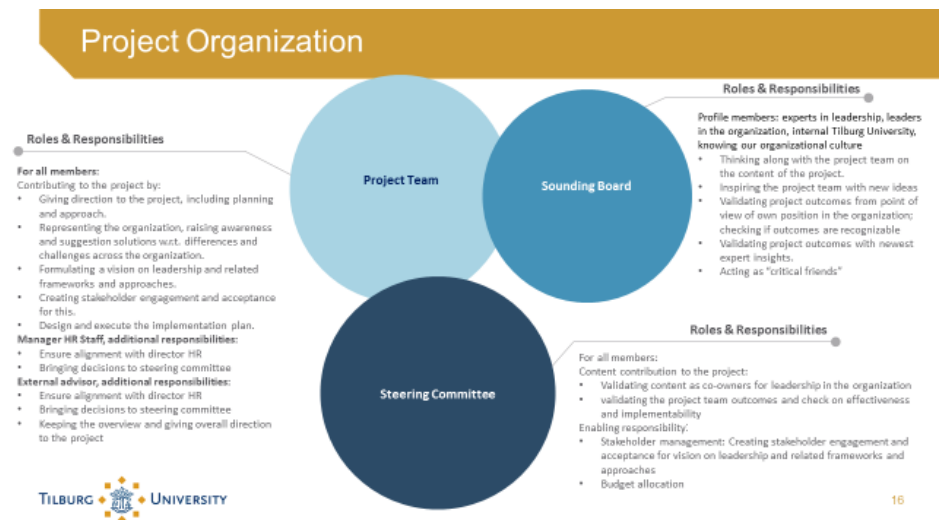 Project Organization
Roles & Responsibilities
For all members:
Contributing to the project by:
• Giving direction to the project, including planning
and approach.
• Representing the organization, raising awareness
and suggestion solutions w.r.t. differences and
challenges across the organization.
• Formulating a vision on leadership and related
frameworks and approaches.
• Creating stakeholder engagement and acceptance
for this.
• Design and execute the implementation plan.
Manager HR Staff, additional responsibilities:
• Ensure alignment with director HR
• Bringing decisions to steering committee
External advisor, additional responsibilities:
• Ensure alignment with director HR
• Bringing decisions to steering committee
• Keeping the overview and giving overall direction
to the project
Project Team
Sounding Board
Steering Committee
Roles & Responsibilities
Profile members: experts in leadership, leaders
in the organization, internal Tilburg University,
knowing our organizational culture
• Thinking along with the project team on
the content of the project.
• Inspiring the project team with new ideas
• Validating project outcomes from point of
view of own position in the organization;
checking if outcomes are recognizable
• Validating project outcomes with newest
expert insights.
• Acting as “critical friends”
Roles & Responsibilities
For all members:
Content contribution to the project:
• Validating content as co-owners for leadership in the organization
• validating the project team outcomes and check on effectiveness
and implementability
Enabling responsibility:
• Stakeholder management: Creating stakeholder engagement and
acceptance for vision on leadership and related frameworks and
approaches
• Budget allocation
TILBURG UNIVERSITY
16